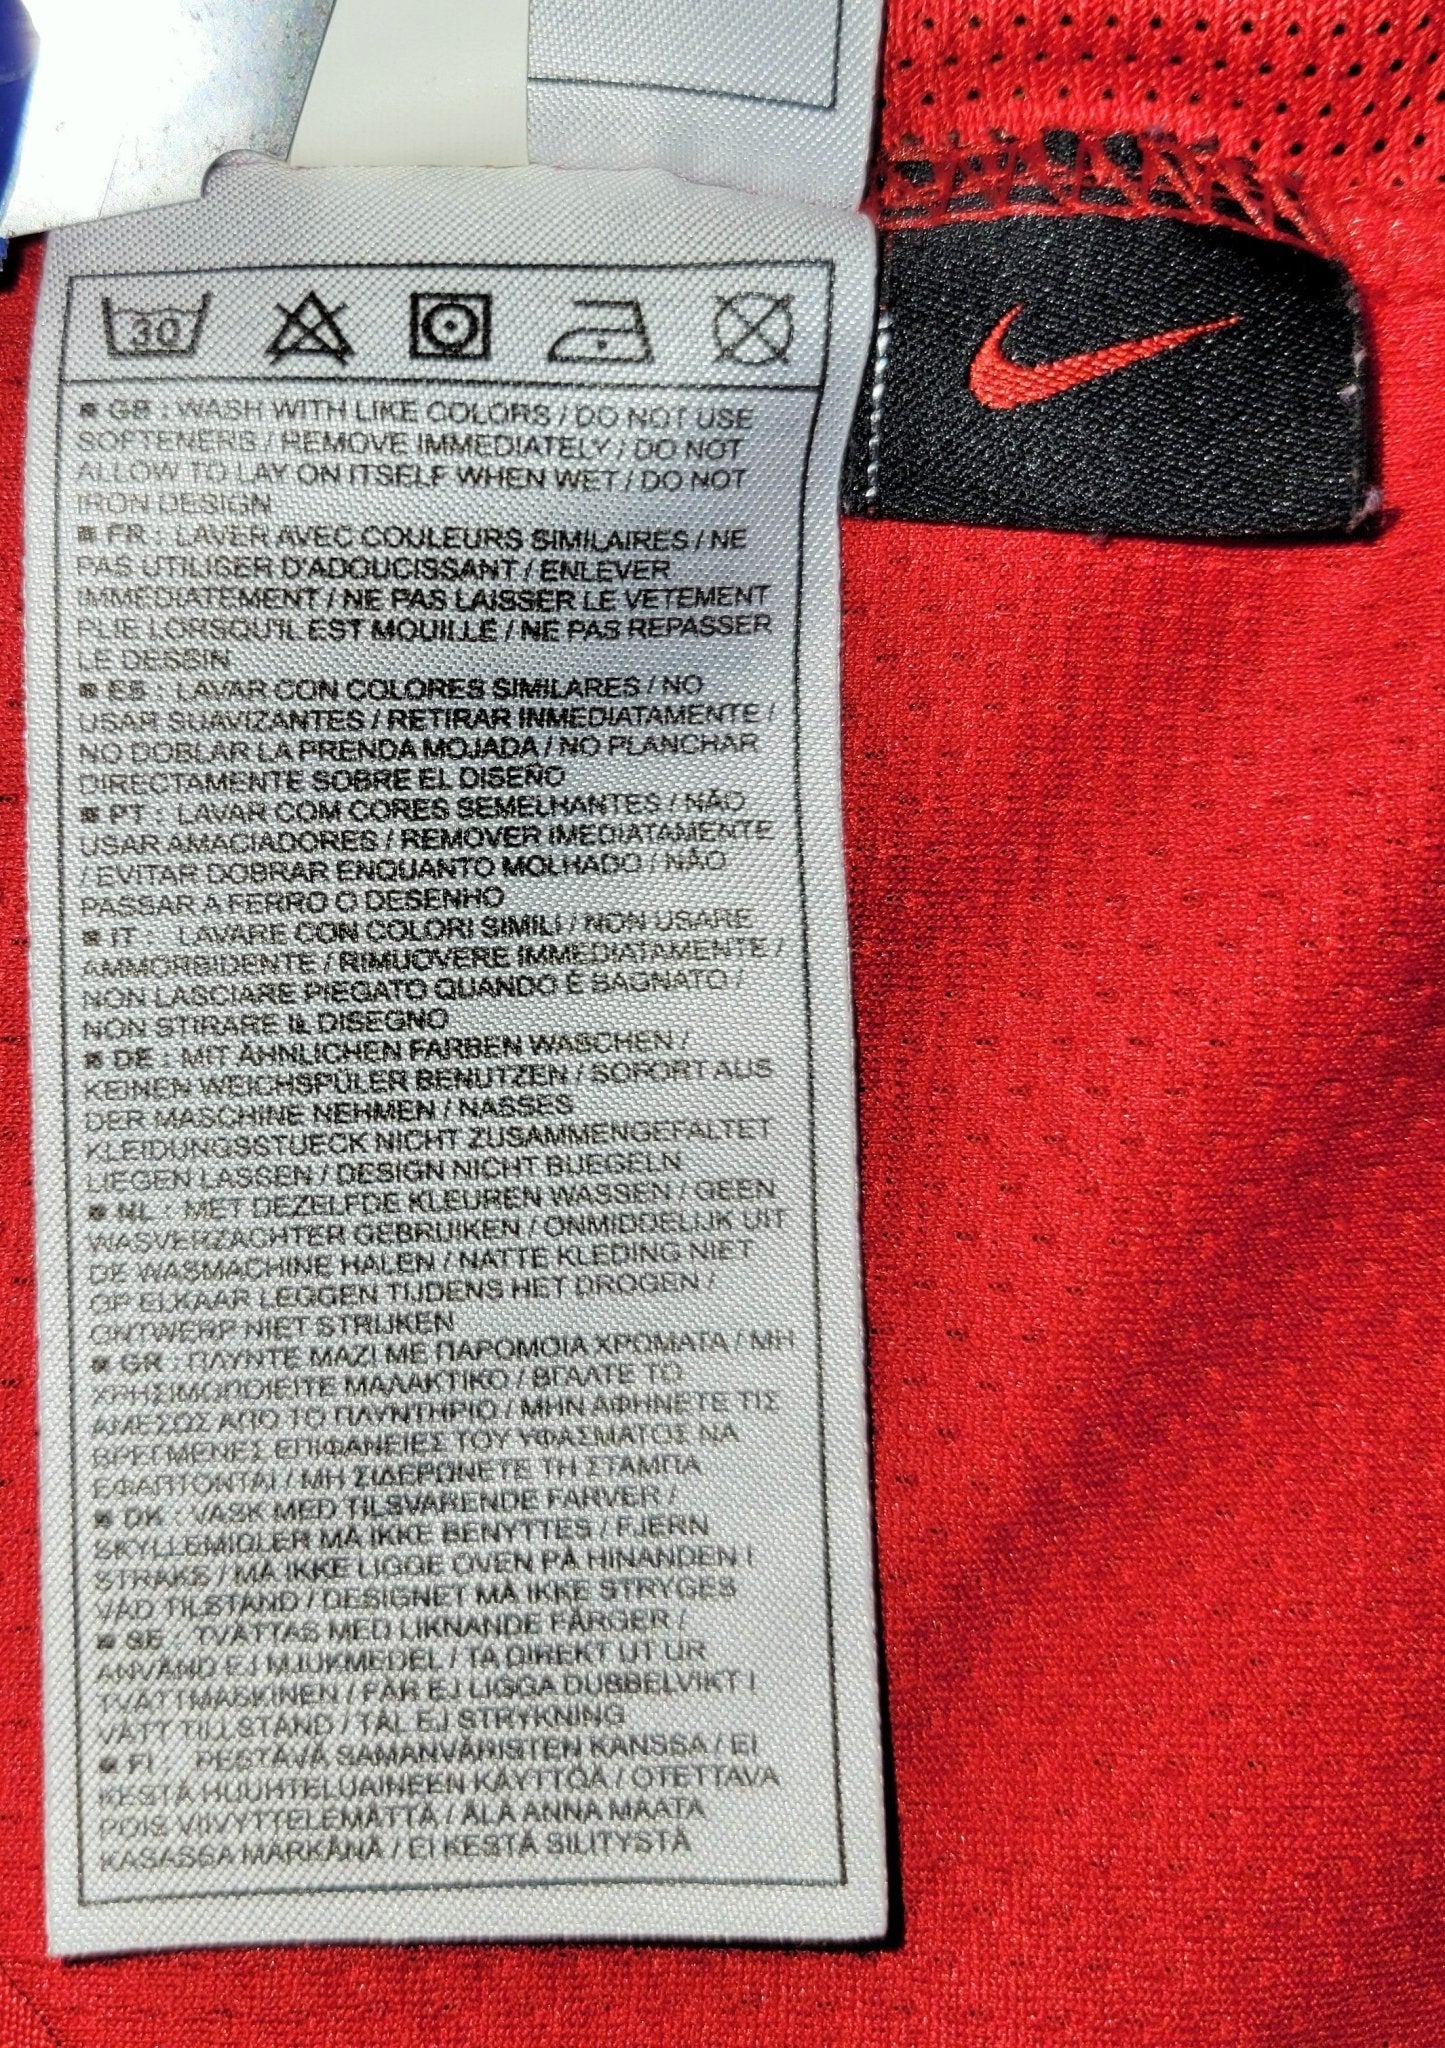 30
GB : WASH WITH LIKE COLORS / DO NOT USE
SOFTENERS / REMOVE IMMEDIATELY / DO NOT
ALLOW TO LAY ON ITSELF WHEN WET / DO NOT
IRON DESIGN
FR : LAVER AVEC COULEURS SIMILAIRES / NE
PAS UTILISER D'ADOUCISSANT / ENLEVER
IMMEDIATEMENT / NE PAS LAISSER LE VETEMENT
PLIE LORSQU'IL EST MOUILLÉ / NE PAS REPASSER
LE DESSIN
ES : LAVAR CON COLORES SIMILARES / NO
USAR SUAVIZANTES / RETIRAR INMEDIATAMENTE /
NO DOBLAR LA PRENDA MOJADA / NO PLANCHAR
DIRECTAMENTE SOBRE EL DISEÑO
PT : LAVAR COM CORES SEMELHANTES / NÃO
USAR AMACIADORES / REMOVER IMEDIATAMENTE
/ EVITAR DOBRAR ENQUANTO MOLHADO / NÃO
PASSAR A FERRO O DESENHO
IT : LAVARE CON COLORI SIMILI / NON USARE
AMMORBIDENTE / RIMUOVERE IMMEDIATAMENTE /
NON LASCIARE PIEGATO QUANDO È BAGNATO /
NON STIRARE IL DISEGNO
DE : MIT ÄHNLICHEN FARBEN WASCHEN /
KEINEN WEICHSPÜLER BENUTZEN / SOFORT AUS
DER MASCHINE NEHMEN / NASSES
KLEIDUNGSSTUECK NICHT ZUSAMMENGEFALTET
LIEGEN LASSEN / DESIGN NICHT BUEGELN
NL : MET DEZELFDE KLEUREN WASSEN / GEEN
WASVERZACHTER GEBRUIKEN / ONMIDDELIJK UIT
DE WASMACHINE HALEN / NATTE KLEDING NIET
OP ELKAAR LEGGEN TIJDENS HET DROGEN /
ONTWERP NIET STRIJKEN
GR : ΠΛΥΝΤΕ ΜΑΖΙ ΜΕ ΠΑΡΟΜΟΙΑ ΧΡΩΜΑΤΑ / ΜΗ
ΧΡΗΣΙΜΟΠΟΙΕΙΤΕ ΜΑΛΑΚΤΙΚΟ / ΒΓΑΛΤΕ ΤΟ
ΑΜΕΣΩΣ ΑΠΟ ΤΟ ΠΛΥΝΤΗΡΙΟ / ΜΗΝ ΑΦΗΝΕΤΕ ΤΙΣ
ΒΡΕΓΜΕΝΕΣ ΕΠΙΦΑΝΕΙΕΣ ΤΟΥ ΥΦΑΣΜΑΤΟΣ ΝΑ
ΕΦΑΠΤΟΝΤΑΙ / ΜΗ ΣΙΔΕΡΩΝΕΤΕ ΤΗ ΣΤΑΜΠΑ
DK : VASK MED TILSVARENDE FARVER /
SKYLLEMIDLER MÅ IKKE BENYTTES / FJERN
STRAKS / MÅ IKKE LIGGE OVEN PÅ HINANDEN I
VÅD TILSTAND / DESIGNET MÅ IKKE STRYGES
SE : TVÄTTAS MED LIKNANDE FÄRGER /
ANVÄND EJ MJUKMEDEL / TA DIREKT UT UR
TVÄTTMASKINEN / FÅR EJ LIGGA DUBBELVIKT I
VÅTT TILLSTÅND / TÅL EJ STRYKNING
FI : PESTÄVÄ SAMANVÄRISTEN KANSSA / EI
KESTÄ HUUHTELUAINEEN KÄYTTÖÄ / OTETTAVA
POIS VIIVYTTELEMÄTTÄ / ÄLÄ ANNA MAATA
KASASSA MÄRKÄNÄ / EI KESTÄ SILITYSTÄ